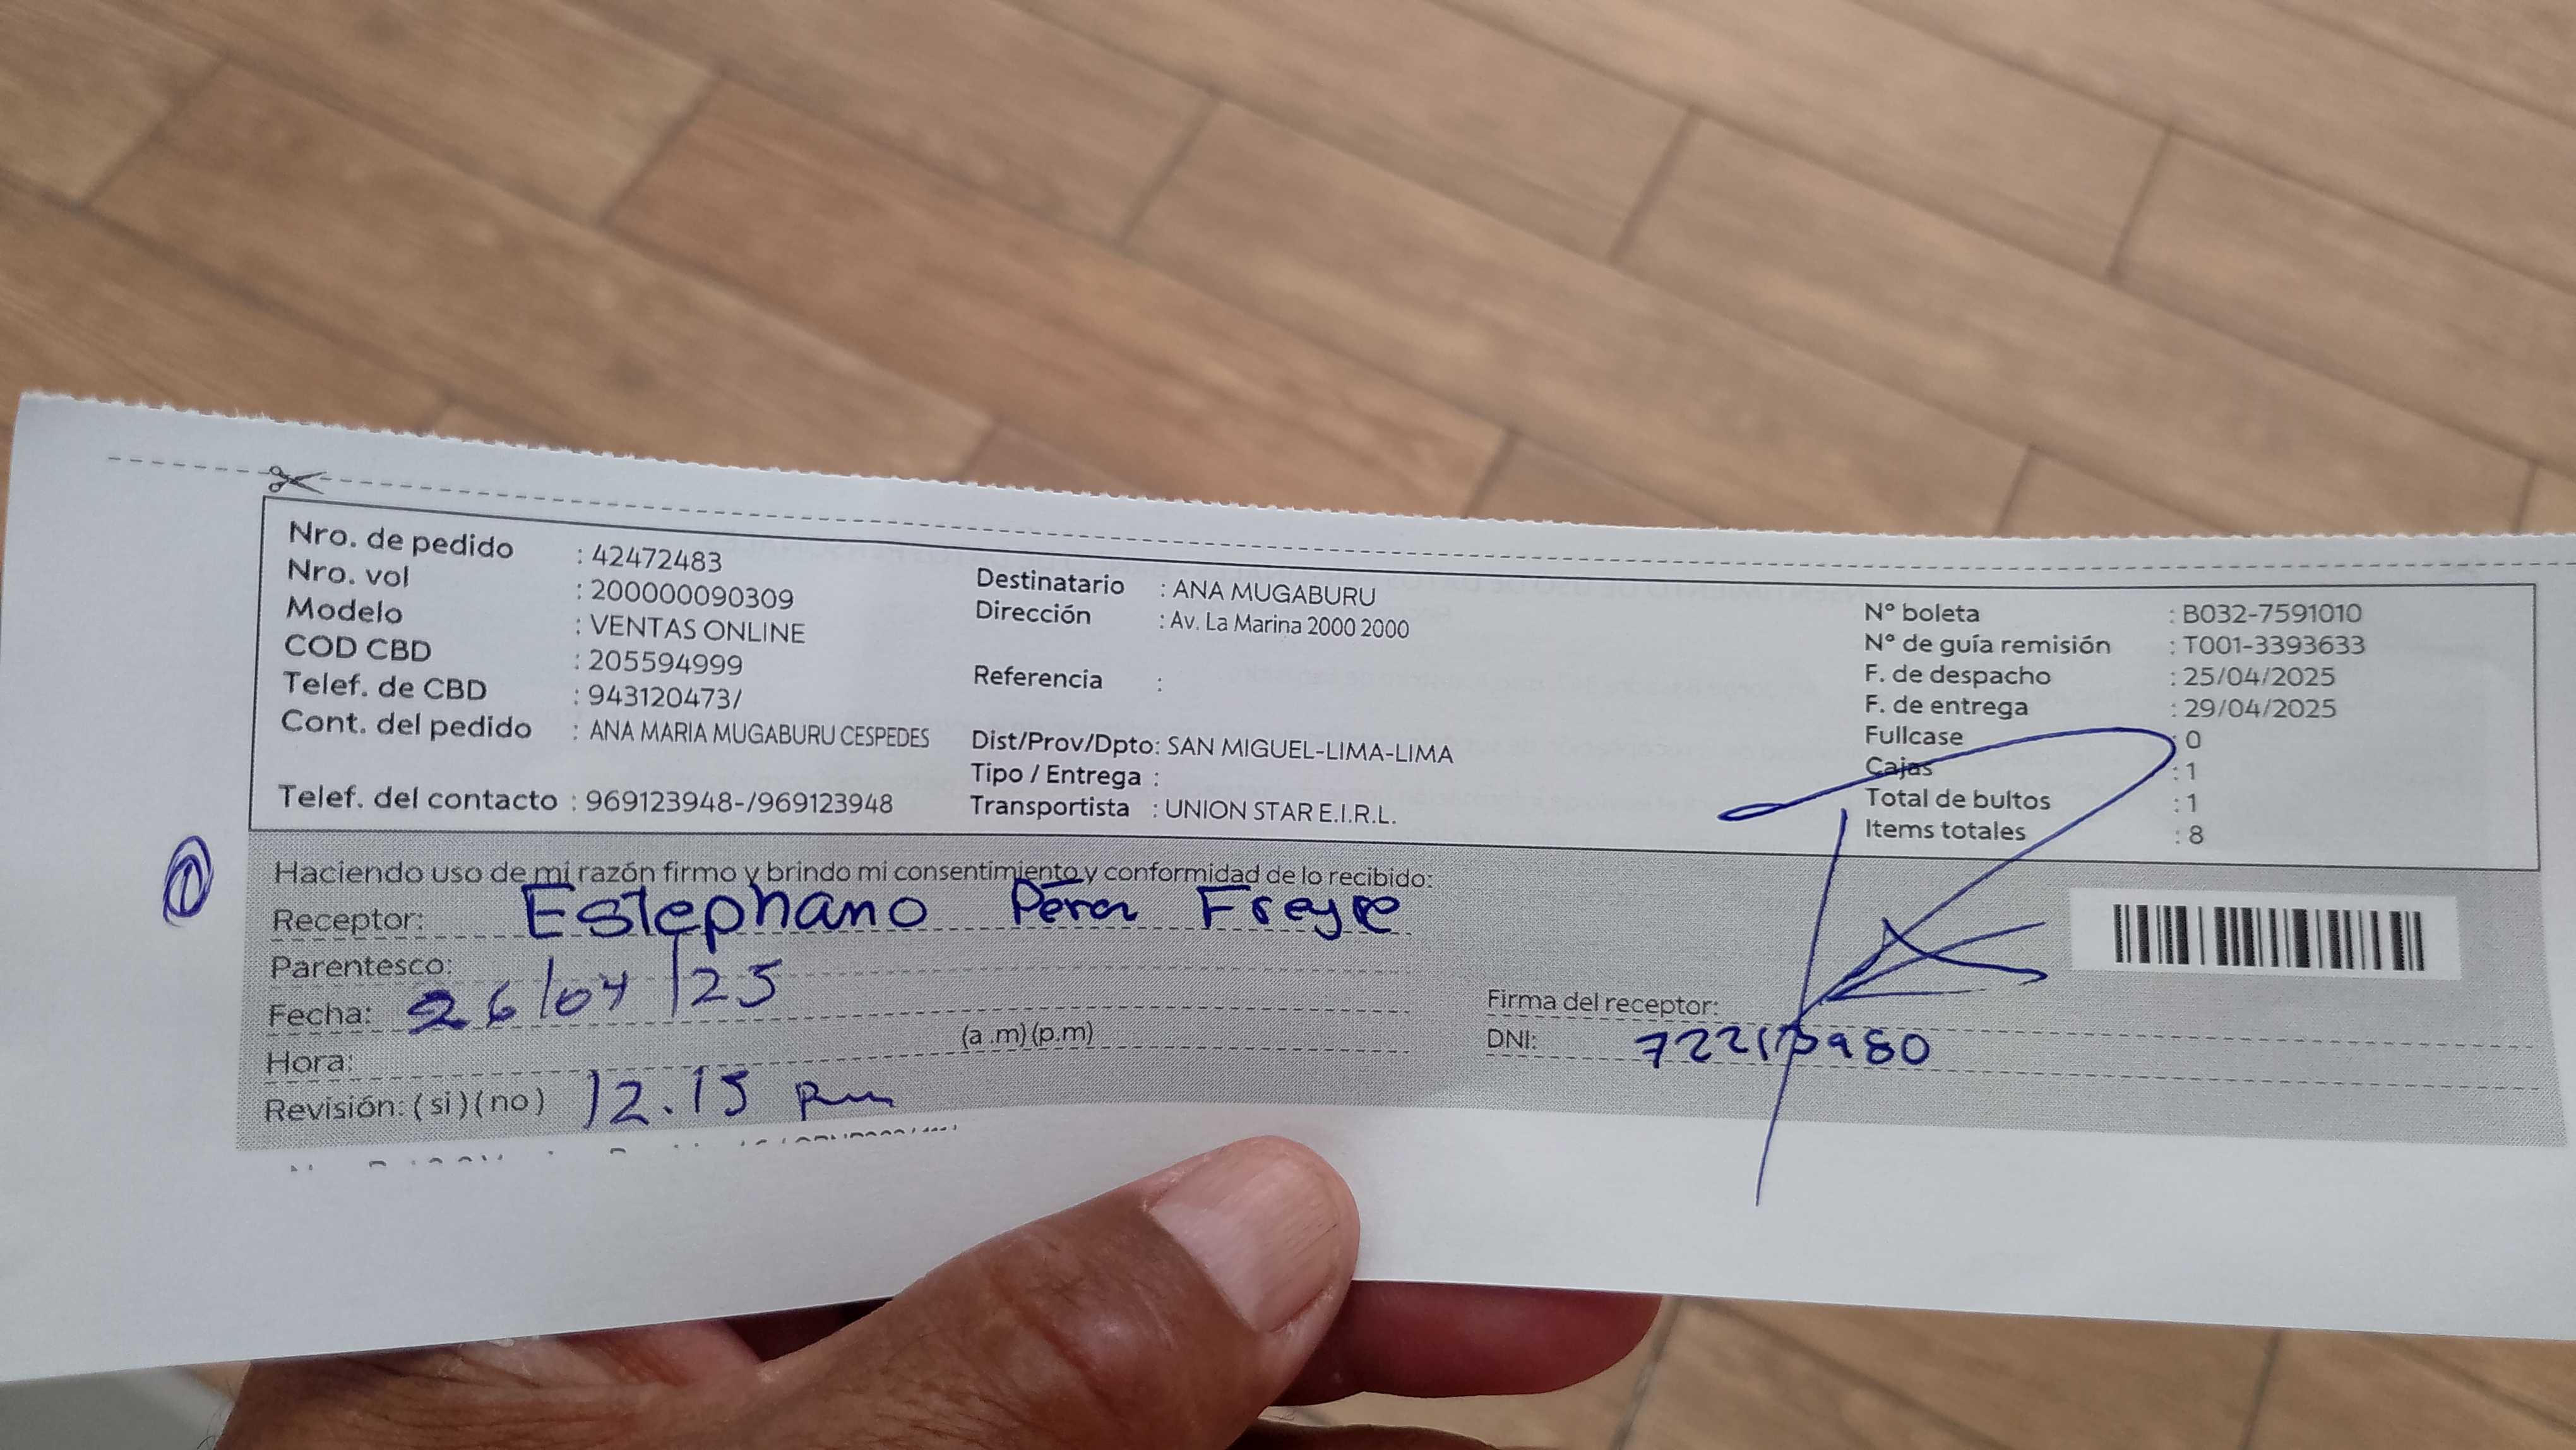 Nro. de pedido : 42472483
Nro. vol : 200000090309
Modelo : VENTAS ONLINE
COD CBD : 205594999
Telef. de CBD : 943120473/
Cont. del pedido : ANA MARIA MUGABURU CESPEDES
Telef. del contacto : 969123948-/969123948
Destinatario : ANA MUGABURU
Dirección : Av. La Marina 2000 2000
Referencia :
Dist/Prov/Dpto: SAN MIGUEL-LIMA-LIMA
Tipo / Entrega :
Transportista : UNION STAR E.I.R.L.
N° boleta : B032-7591010
N° de guía remisión : T001-3393633
F. de despacho : 25/04/2025
F. de entrega : 29/04/2025
Fullcase : 0
Cajas : 1
Total de bultos : 1
Items totales : 8
1
Haciendo uso de mi razón firmo y brindo mi consentimiento y conformidad de lo recibido:
Receptor: Estephano Pérez Freyre
Parentesco:
Fecha: 26/04/25
Hora: (a .m) (p.m)
Revisión: (si) (no) 12.15 pm
Firma del receptor:
DNI: